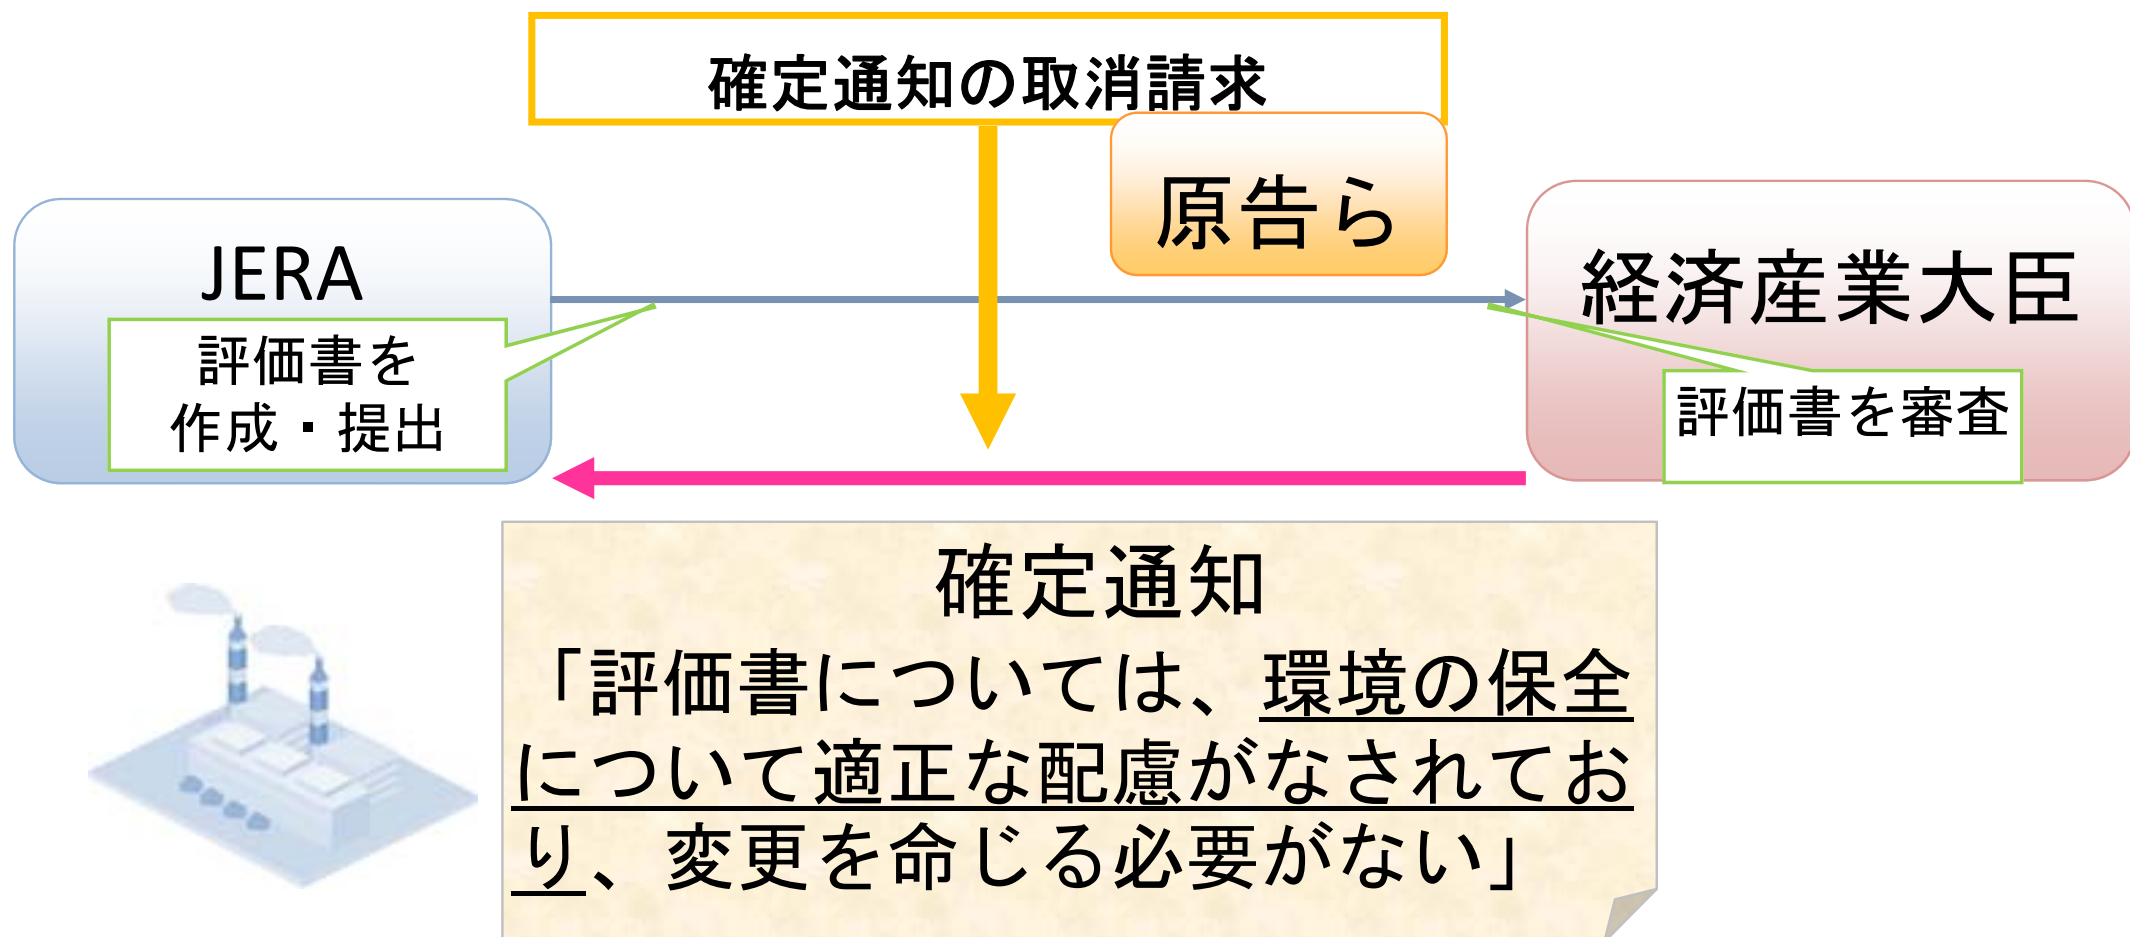 確定通知の取消請求
原告ら
JERA
評価書を
作成・提出
経済産業大臣
評価書を審査
確定通知
「評価書については、環境の保全
について適正な配慮がなされてお
り、変更を命じる必要がない」